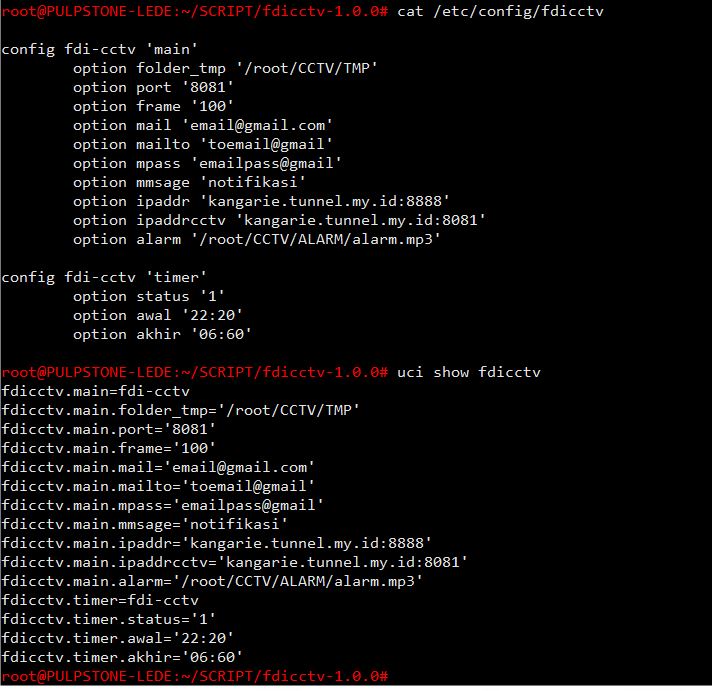 root@PULPSTONE-LEDE:~/SCRIPT/fdicctv-1.0.0# cat /etc/config/fdicctv
config fdi-cctv 'main'
        option folder_tmp '/root/CCTV/TMP'
        option port '8081'
        option frame '100'
        option mail 'email@gmail.com'
        option mailto 'toemail@gmail'
        option mpass 'emailpass@gmail'
        option mmsage 'notifikasi'
        option ipaddr 'kangarie.tunnel.my.id:8888'
        option ipaddrcctv 'kangarie.tunnel.my.id:8081'
        option alarm '/root/CCTV/ALARM/alarm.mp3'
config fdi-cctv 'timer'
        option status '1'
        option awal '22:20'
        option akhir '06:60'
root@PULPSTONE-LEDE:~/SCRIPT/fdicctv-1.0.0# uci show fdicctv
fdicctv.main=fdi-cctv
fdicctv.main.folder_tmp='/root/CCTV/TMP'
fdicctv.main.port='8081'
fdicctv.main.frame='100'
fdicctv.main.mail='email@gmail.com'
fdicctv.main.mailto='toemail@gmail'
fdicctv.main.mpass='emailpass@gmail'
fdicctv.main.mmsage='notifikasi'
fdicctv.main.ipaddr='kangarie.tunnel.my.id:8888'
fdicctv.main.ipaddrcctv='kangarie.tunnel.my.id:8081'
fdicctv.main.alarm='/root/CCTV/ALARM/alarm.mp3'
fdicctv.timer=fdi-cctv
fdicctv.timer.status='1'
fdicctv.timer.awal='22:20'
fdicctv.timer.akhir='06:60'
root@PULPSTONE-LEDE:~/SCRIPT/fdicctv-1.0.0#